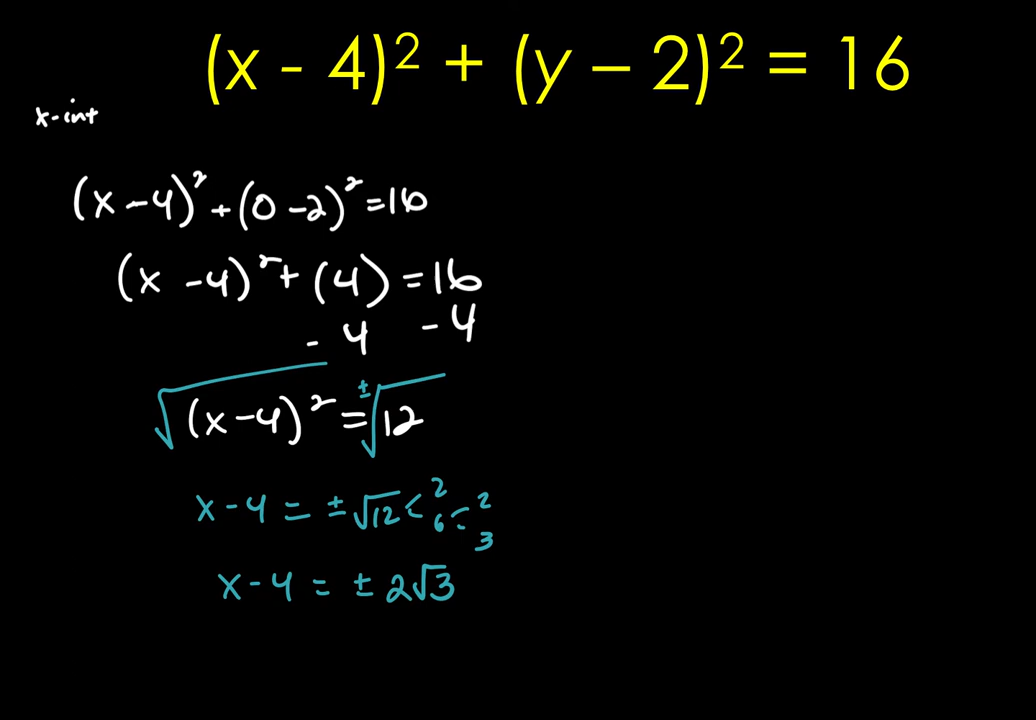 (x - 4)² + (y – 2)² = 16
x-int
(x-4)² + (0-2)² = 16
(x -4)² + (4) = 16
- 4 - 4
√(x-4)² = ±√12
x-4 = ±√12 < 2 6 < 2 3
x-4 = ± 2√3